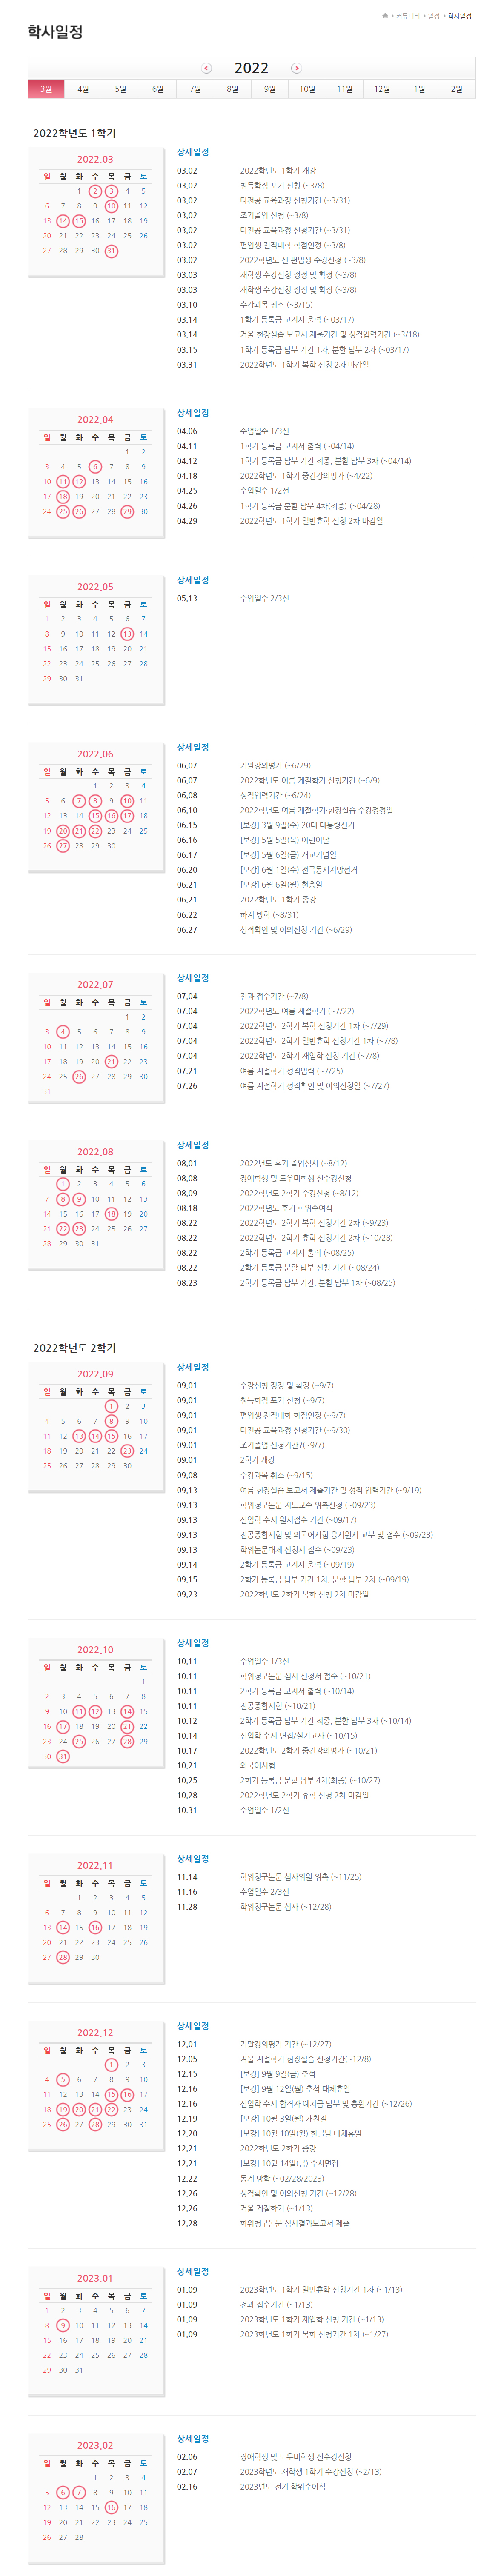 커뮤니티 일정 학사일정
학사일정
2022
3월 4월 5월 6월 7월 8월 9월 10월 11월 12월 1월 2월
2022학년도 1학기
2022.03
일 월 화 수 목 금 토
1 2 3 4 5
6 7 8 9 10 11 12
13 14 15 16 17 18 19
20 21 22 23 24 25 26
27 28 29 30 31
상세일정
03.02 2022학년도 1학기 개강
03.02 취득학점 포기 신청 (~3/8)
03.02 다전공 교육과정 신청기간 (~3/31)
03.02 조기졸업 신청 (~3/8)
03.02 다전공 교육과정 신청기간 (~3/31)
03.02 편입생 전적대학 학점인정 (~3/8)
03.02 2022학년도 신·편입생 수강신청 (~3/8)
03.03 재학생 수강신청 정정 및 확정 (~3/8)
03.03 재학생 수강신청 정정 및 확정 (~3/8)
03.10 수강과목 취소 (~3/15)
03.14 1학기 등록금 고지서 출력 (~03/17)
03.14 겨울 현장실습 보고서 제출기간 및 성적입력기간 (~3/18)
03.15 1학기 등록금 납부 기간 1차, 분할 납부 2차 (~03/17)
03.31 2022학년도 1학기 복학 신청 2차 마감일
2022.04
일 월 화 수 목 금 토
1 2
3 4 5 6 7 8 9
10 11 12 13 14 15 16
17 18 19 20 21 22 23
24 25 26 27 28 29 30
상세일정
04.06 수업일수 1/3선
04.11 1학기 등록금 고지서 출력 (~04/14)
04.12 1학기 등록금 납부 기간 최종, 분할 납부 3차 (~04/14)
04.18 2022학년도 1학기 중간강의평가 (~4/22)
04.25 수업일수 1/2선
04.26 1학기 등록금 분할 납부 4차(최종) (~04/28)
04.29 2022학년도 1학기 일반휴학 신청 2차 마감일
2022.05
일 월 화 수 목 금 토
1 2 3 4 5 6 7
8 9 10 11 12 13 14
15 16 17 18 19 20 21
22 23 24 25 26 27 28
29 30 31
상세일정
05.13 수업일수 2/3선
2022.06
일 월 화 수 목 금 토
1 2 3 4
5 6 7 8 9 10 11
12 13 14 15 16 17 18
19 20 21 22 23 24 25
26 27 28 29 30
상세일정
06.07 기말강의평가 (~6/29)
06.07 2022학년도 여름 계절학기 신청기간 (~6/9)
06.08 성적입력기간 (~6/24)
06.10 2022학년도 여름 계절학기·현장실습 수강정정일
06.15 [보강] 3월 9일(수) 20대 대통령선거
06.16 [보강] 5월 5일(목) 어린이날
06.17 [보강] 5월 6일(금) 개교기념일
06.20 [보강] 6월 1일(수) 전국동시지방선거
06.21 [보강] 6월 6일(월) 현충일
06.21 2022학년도 1학기 종강
06.22 하계 방학 (~8/31)
06.27 성적확인 및 이의신청 기간 (~6/29)
2022.07
일 월 화 수 목 금 토
1 2
3 4 5 6 7 8 9
10 11 12 13 14 15 16
17 18 19 20 21 22 23
24 25 26 27 28 29 30
31
상세일정
07.04 전과 접수기간 (~7/8)
07.04 2022학년도 여름 계절학기 (~7/22)
07.04 2022학년도 2학기 복학 신청기간 1차 (~7/29)
07.04 2022학년도 2학기 일반휴학 신청기간 1차 (~7/8)
07.04 2022학년도 2학기 재입학 신청 기간 (~7/8)
07.21 여름 계절학기 성적입력 (~7/25)
07.26 여름 계절학기 성적확인 및 이의신청일 (~7/27)
2022.08
일 월 화 수 목 금 토
1 2 3 4 5 6
7 8 9 10 11 12 13
14 15 16 17 18 19 20
21 22 23 24 25 26 27
28 29 30 31
상세일정
08.01 2022년도 후기 졸업심사 (~8/12)
08.08 장애학생 및 도우미학생 선수강신청
08.09 2022학년도 2학기 수강신청 (~8/12)
08.18 2022학년도 후기 학위수여식
08.22 2022학년도 2학기 복학 신청기간 2차 (~9/23)
08.22 2022학년도 2학기 휴학 신청기간 2차 (~10/28)
08.22 2학기 등록금 고지서 출력 (~08/25)
08.22 2학기 등록금 분할 납부 신청 기간 (~08/24)
08.23 2학기 등록금 납부 기간, 분할 납부 1차 (~08/25)
2022학년도 2학기
2022.09
일 월 화 수 목 금 토
1 2 3
4 5 6 7 8 9 10
11 12 13 14 15 16 17
18 19 20 21 22 23 24
25 26 27 28 29 30
상세일정
09.01 수강신청 정정 및 확정 (~9/7)
09.01 취득학점 포기 신청 (~9/7)
09.01 편입생 전적대학 학점인정 (~9/7)
09.01 다전공 교육과정 신청기간 (~9/30)
09.01 조기졸업 신청기간?(~9/7)
09.01 2학기 개강
09.08 수강과목 취소 (~9/15)
09.13 여름 현장실습 보고서 제출기간 및 성적 입력기간 (~9/19)
09.13 학위청구논문 지도교수 위촉신청 (~09/23)
09.13 신입학 수시 원서접수 기간 (~09/17)
09.13 전공종합시험 및 외국어시험 응시원서 교부 및 접수 (~09/23)
09.13 학위논문대체 신청서 접수 (~09/23)
09.14 2학기 등록금 고지서 출력 (~09/19)
09.15 2학기 등록금 납부 기간 1차, 분할 납부 2차 (~09/19)
09.23 2022학년도 2학기 복학 신청 2차 마감일
2022.10
일 월 화 수 목 금 토
1
2 3 4 5 6 7 8
9 10 11 12 13 14 15
16 17 18 19 20 21 22
23 24 25 26 27 28 29
30 31
상세일정
10.11 수업일수 1/3선
10.11 학위청구논문 심사 신청서 접수 (~10/21)
10.11 2학기 등록금 고지서 출력 (~10/14)
10.11 전공종합시험 (~10/21)
10.12 2학기 등록금 납부 기간 최종, 분할 납부 3차 (~10/14)
10.14 신입학 수시 면접/실기고사 (~10/15)
10.17 2022학년도 2학기 중간강의평가 (~10/21)
10.21 외국어시험
10.25 2학기 등록금 분할 납부 4차(최종) (~10/27)
10.28 2022학년도 2학기 휴학 신청 2차 마감일
10.31 수업일수 1/2선
2022.11
일 월 화 수 목 금 토
1 2 3 4 5
6 7 8 9 10 11 12
13 14 15 16 17 18 19
20 21 22 23 24 25 26
27 28 29 30
상세일정
11.14 학위청구논문 심사위원 위촉 (~11/25)
11.16 수업일수 2/3선
11.28 학위청구논문 심사 (~12/28)
2022.12
일 월 화 수 목 금 토
1 2 3
4 5 6 7 8 9 10
11 12 13 14 15 16 17
18 19 20 21 22 23 24
25 26 27 28 29 30 31
상세일정
12.01 기말강의평가 기간 (~12/27)
12.05 겨울 계절학기·현장실습 신청기간(~12/8)
12.15 [보강] 9월 9일(금) 추석
12.16 [보강] 9월 12일(월) 추석 대체휴일
12.16 신입학 수시 합격자 예치금 납부 및 충원기간 (~12/26)
12.19 [보강] 10월 3일(월) 개천절
12.20 [보강] 10월 10일(월) 한글날 대체휴일
12.21 2022학년도 2학기 종강
12.21 [보강] 10월 14일(금) 수시면접
12.22 동계 방학 (~02/28/2023)
12.26 성적확인 및 이의신청 기간 (~12/28)
12.26 겨울 계절학기 (~1/13)
12.28 학위청구논문 심사결과보고서 제출
2023.01
일 월 화 수 목 금 토
1 2 3 4 5 6 7
8 9 10 11 12 13 14
15 16 17 18 19 20 21
22 23 24 25 26 27 28
29 30 31
상세일정
01.09 2023학년도 1학기 일반휴학 신청기간 1차 (~1/13)
01.09 전과 접수기간 (~1/13)
01.09 2023학년도 1학기 재입학 신청 기간 (~1/13)
01.09 2023학년도 1학기 복학 신청기간 1차 (~1/27)
2023.02
일 월 화 수 목 금 토
1 2 3 4
5 6 7 8 9 10 11
12 13 14 15 16 17 18
19 20 21 22 23 24 25
26 27 28
상세일정
02.06 장애학생 및 도우미학생 선수강신청
02.07 2023학년도 재학생 1학기 수강신청 (~2/13)
02.16 2023년도 전기 학위수여식